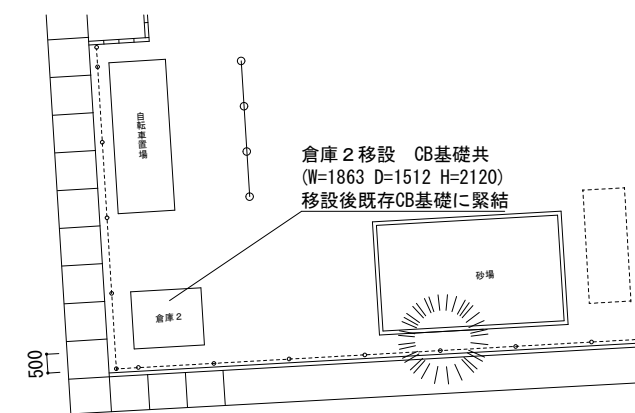 自転車置場
倉庫２移設　CB基礎共
(W=1863 D=1512 H=2120)
移設後既存CB基礎に緊結
砂場
倉庫２
500